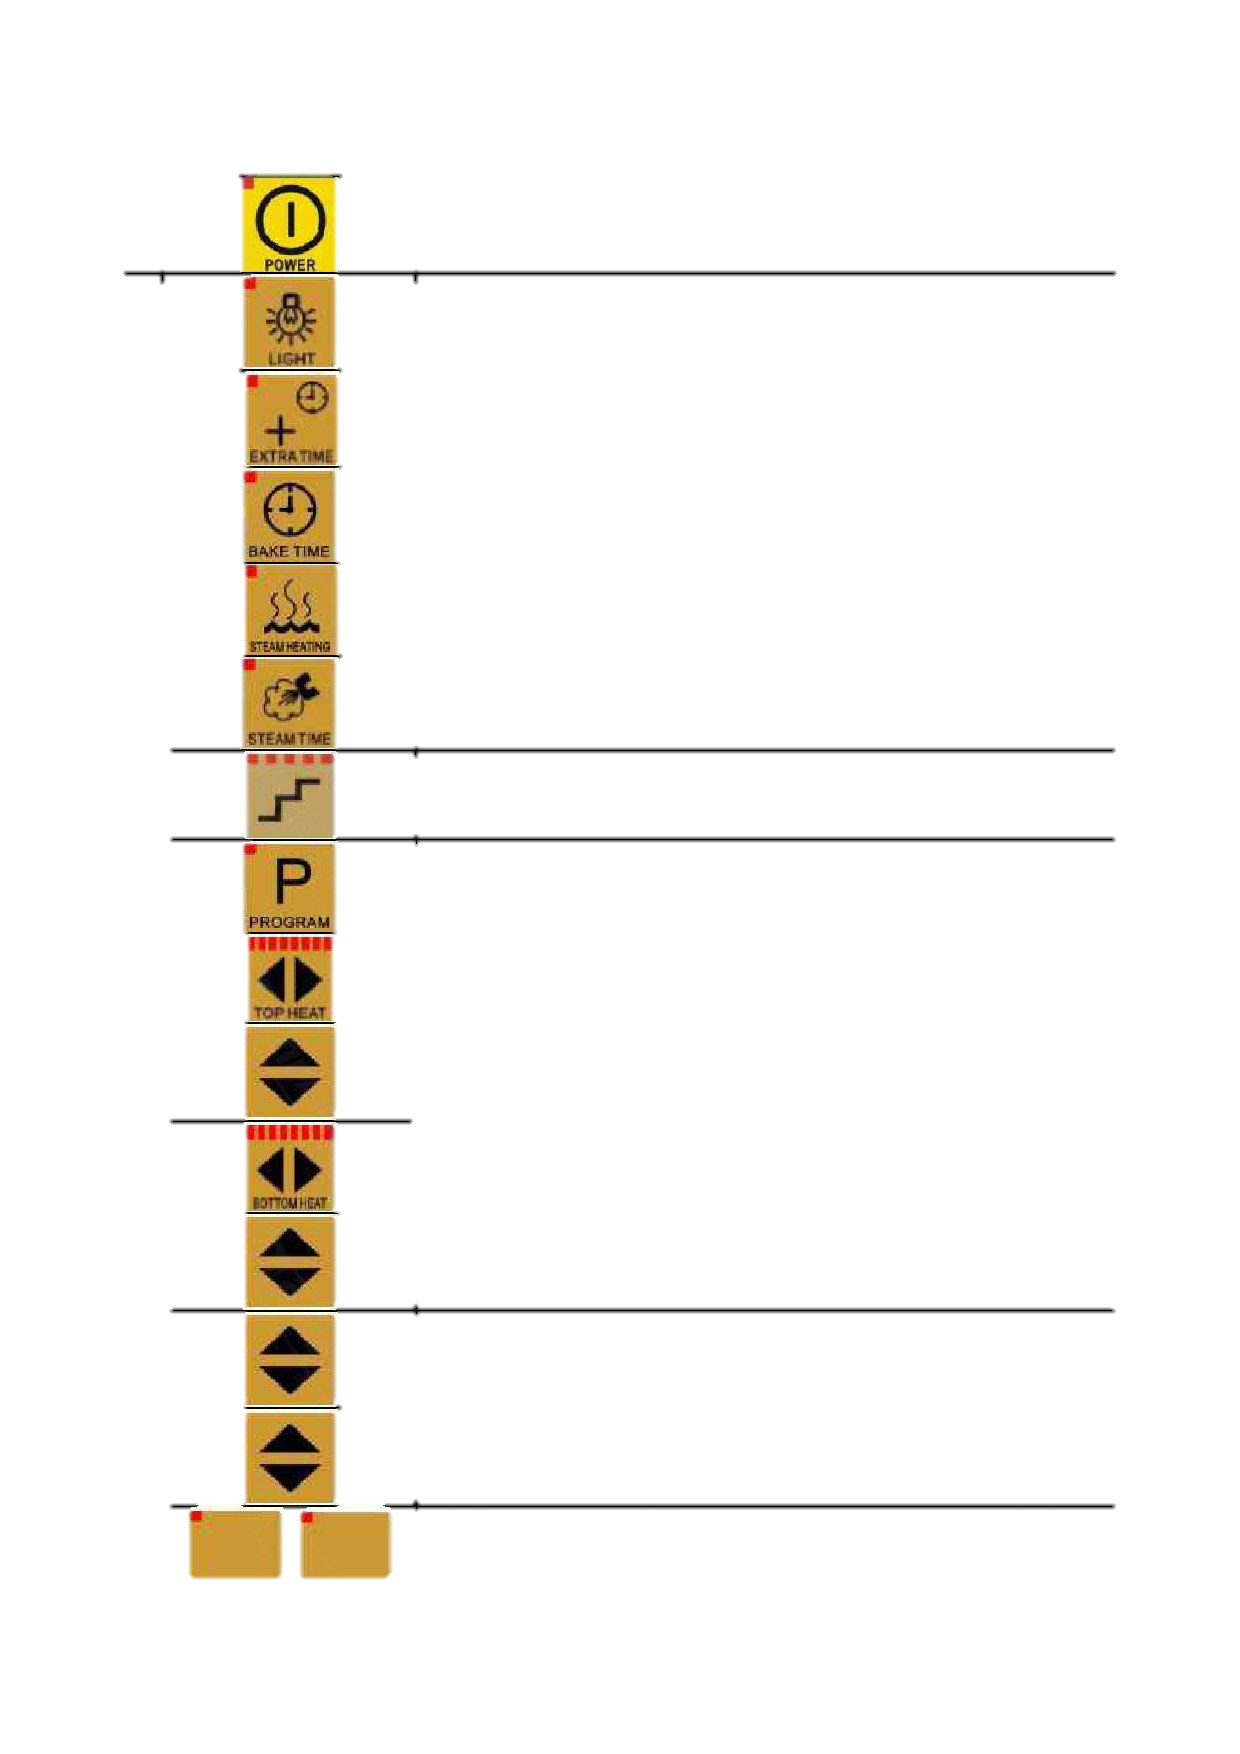 POWER
LIGHT
EXTRA TIME
BAKE TIME
STEAM HEATING
STEAM TIME
P
PROGRAM
TOP HEAT
BOTTOM HEAT